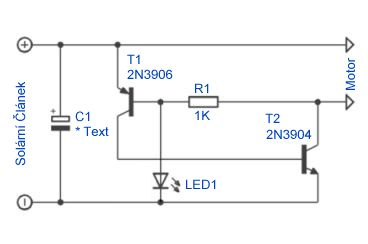 T1
2N3906
R1
1K
T2
2N3904
C1
* Text
LED1
Solární Článek
Motor